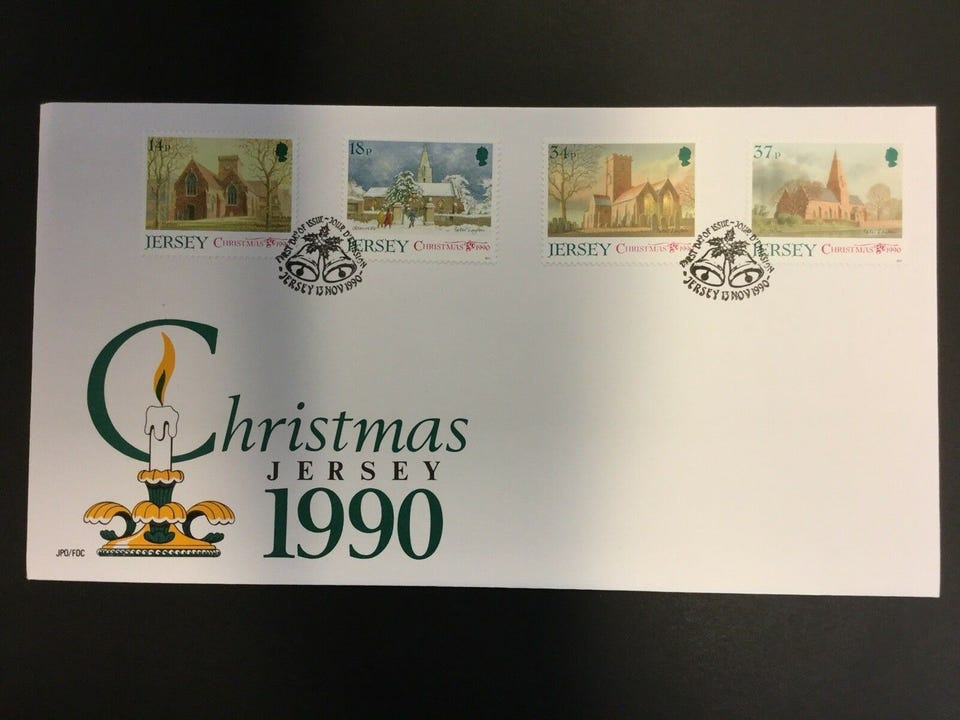 14p
JERSEY CHRISTMAS 1990
18p
JERSEY CHRISTMAS 1990
34p
JERSEY CHRISTMAS 1990
37p
JERSEY CHRISTMAS 1990
FIRST DAY OF ISSUE - JOUR D'EMISSION
- JERSEY 13 NOV 1990 -
FIRST DAY OF ISSUE - JOUR D'EMISSION
- JERSEY 13 NOV 1990 -
Christmas
JERSEY
1990
JPO/FDC